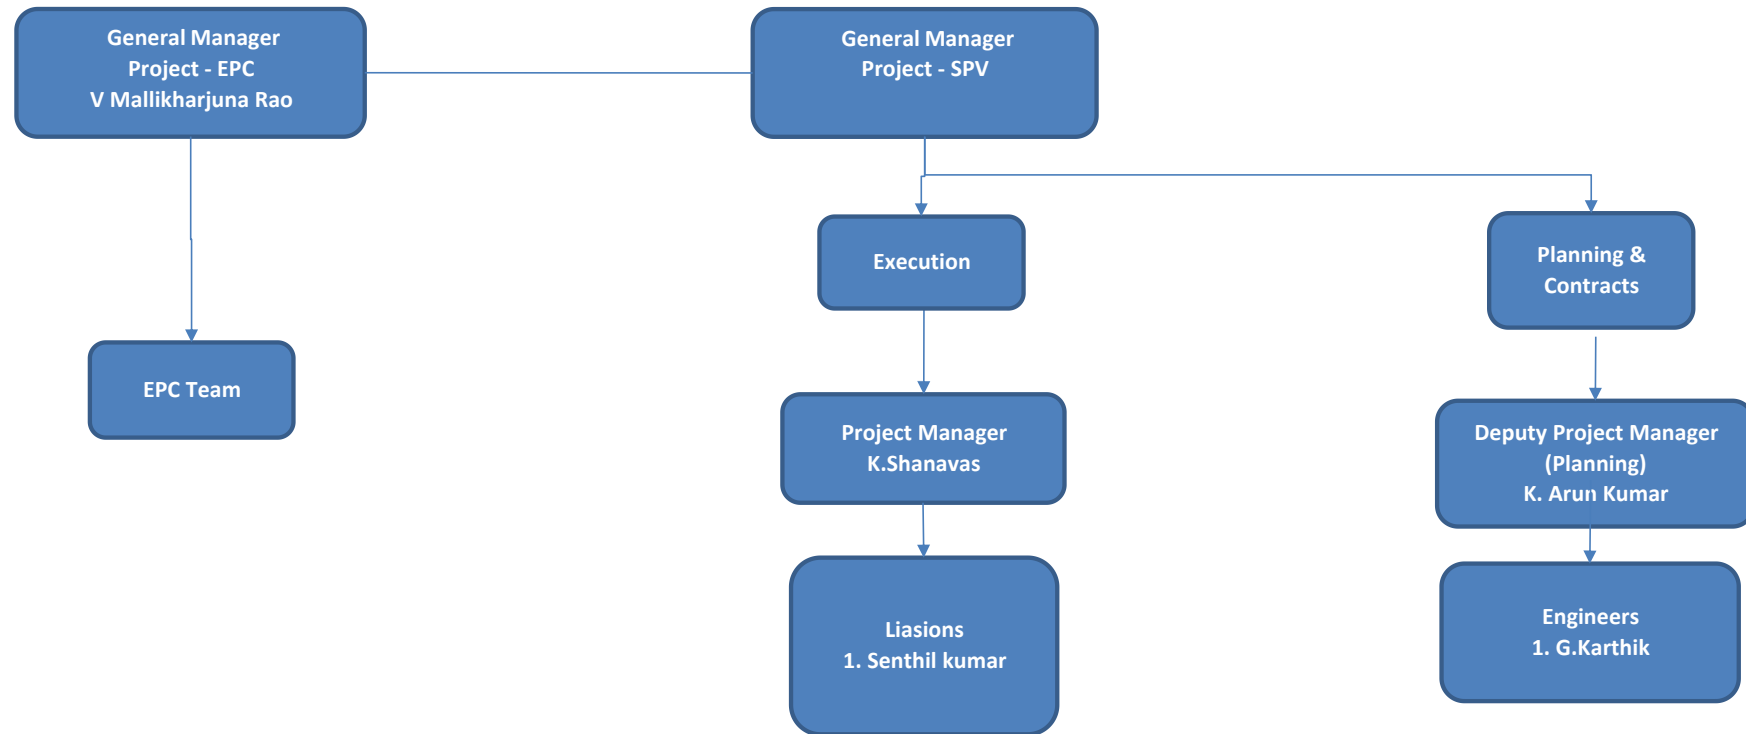 General Manager
Project - EPC
V Mallikharjuna Rao
General Manager
Project - SPV
Execution
Planning &
Contracts
EPC Team
Project Manager
K.Shanavas
Deputy Project Manager
(Planning)
K. Arun Kumar
Liasions
1. Senthil kumar
Engineers
1. G.Karthik